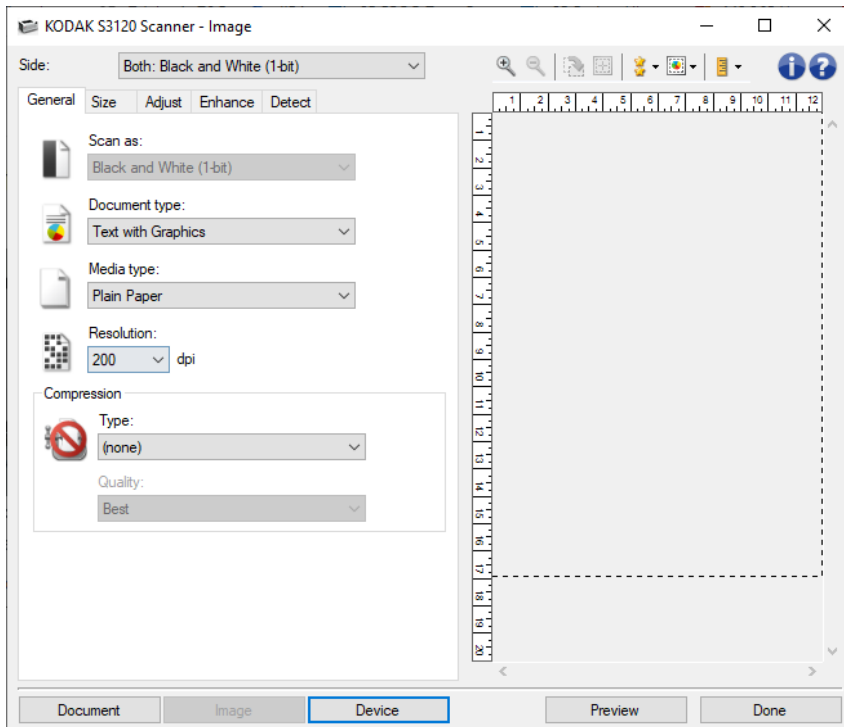 KODAK S3120 Scanner - Image
Side: Both: Black and White (1-bit)
General Size Adjust Enhance Detect
Scan as:
Black and White (1-bit)
Document type:
Text with Graphics
Media type:
Plain Paper
Resolution:
200 dpi
Compression
Type:
(none)
Quality:
Best
1 2 3 4 5 6 7 8 9 10 11 12
1
2
3
4
5
6
7
8
9
10
11
12
13
14
15
16
17
18
19
20
Document Image Device Preview Done